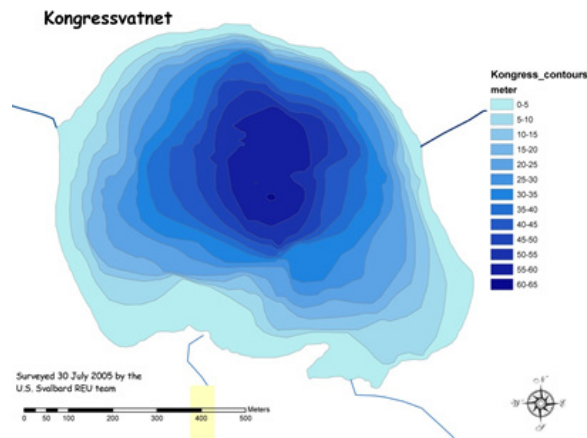 Kongressvatnet
Kongress_contours
meter
0-5
5-10
10-15
15-20
20-25
25-30
30-35
35-40
40-45
45-50
50-55
55-60
60-65
Surveyed 30 July 2005 by the
U.S. Svalbard REU team
Meters
0 50 100 200 300 400 500
N
W E
S